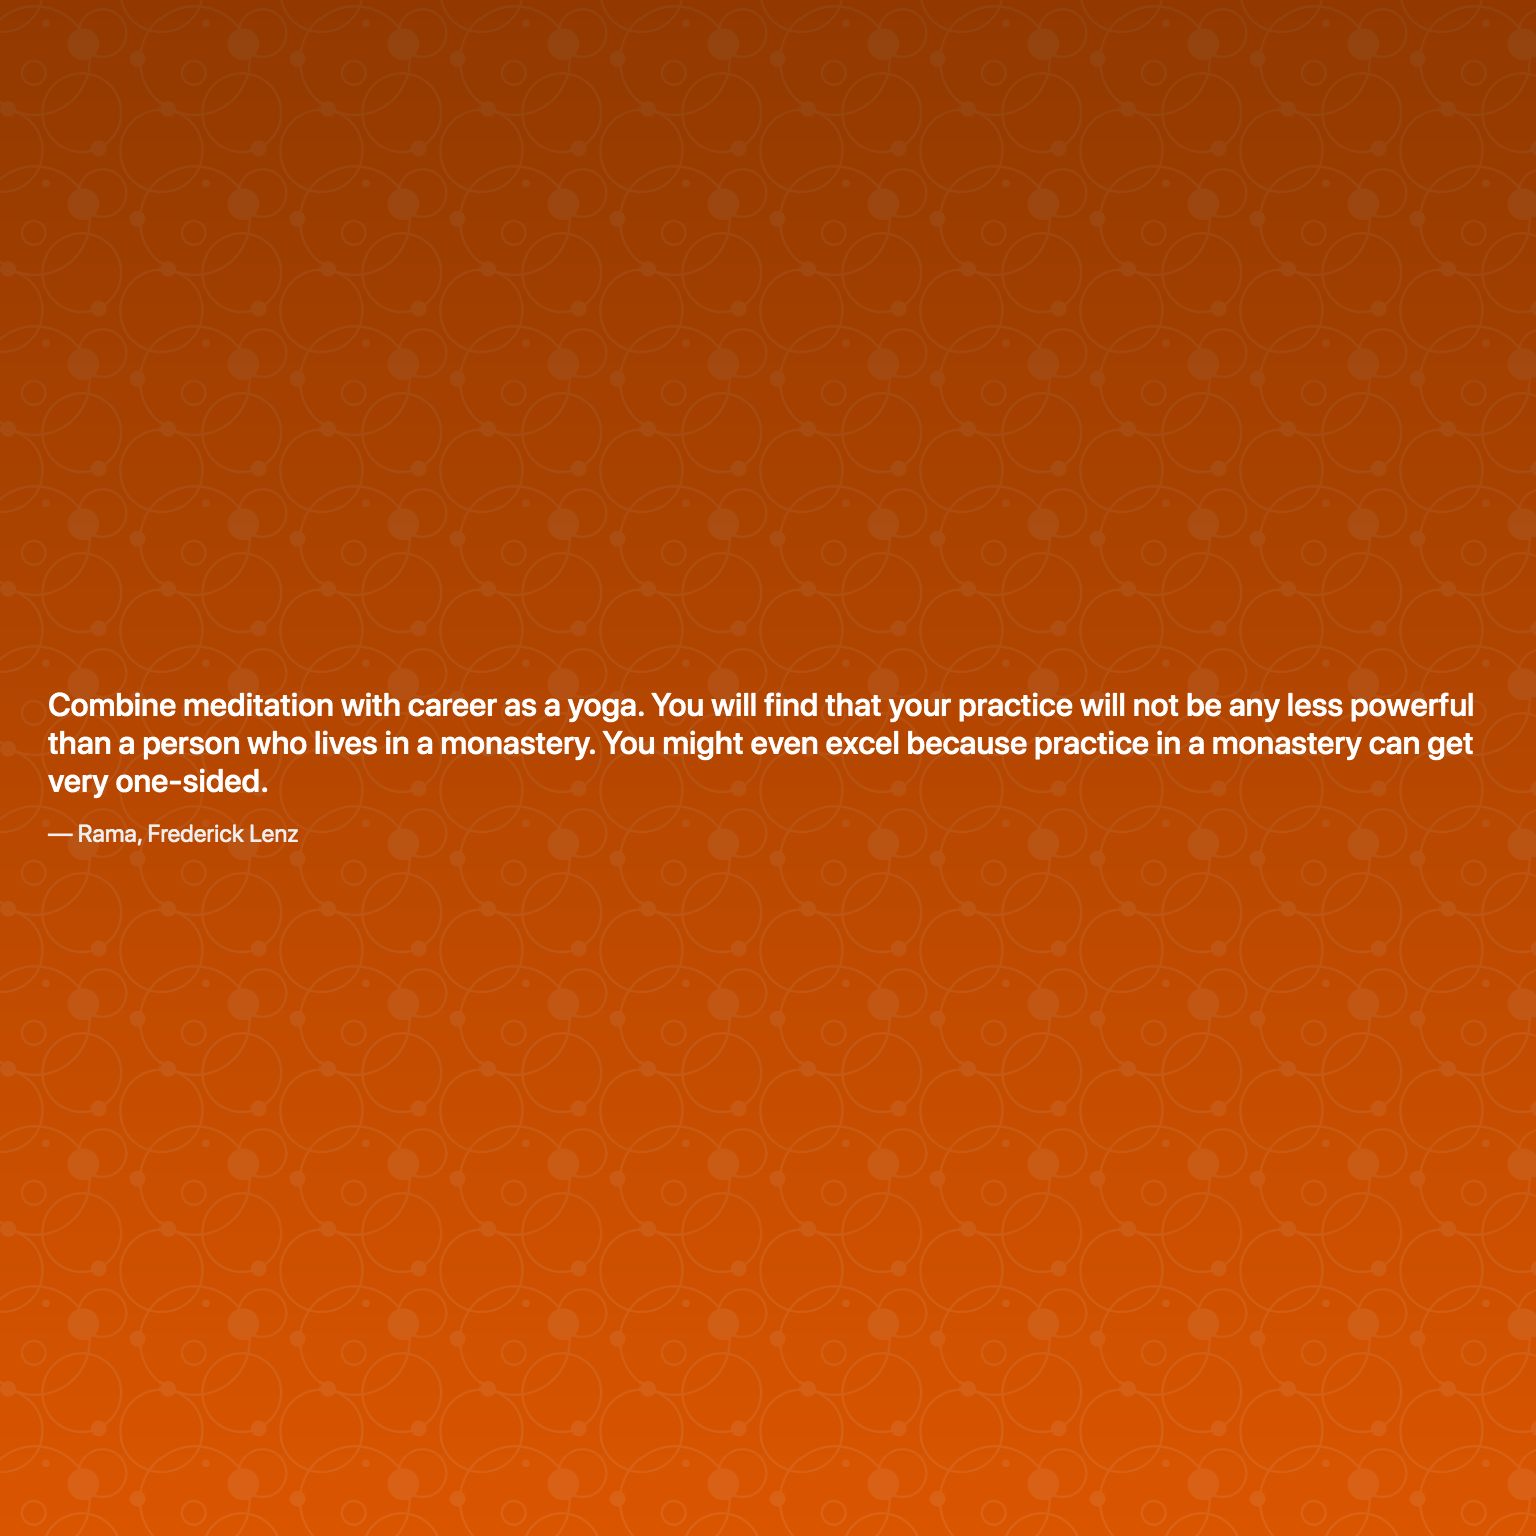 Combine meditation with career as a yoga. You will find that your practice will not be any less powerful
than a person who lives in a monastery. You might even excel because practice in a monastery can get
very one-sided.
— Rama, Frederick Lenz